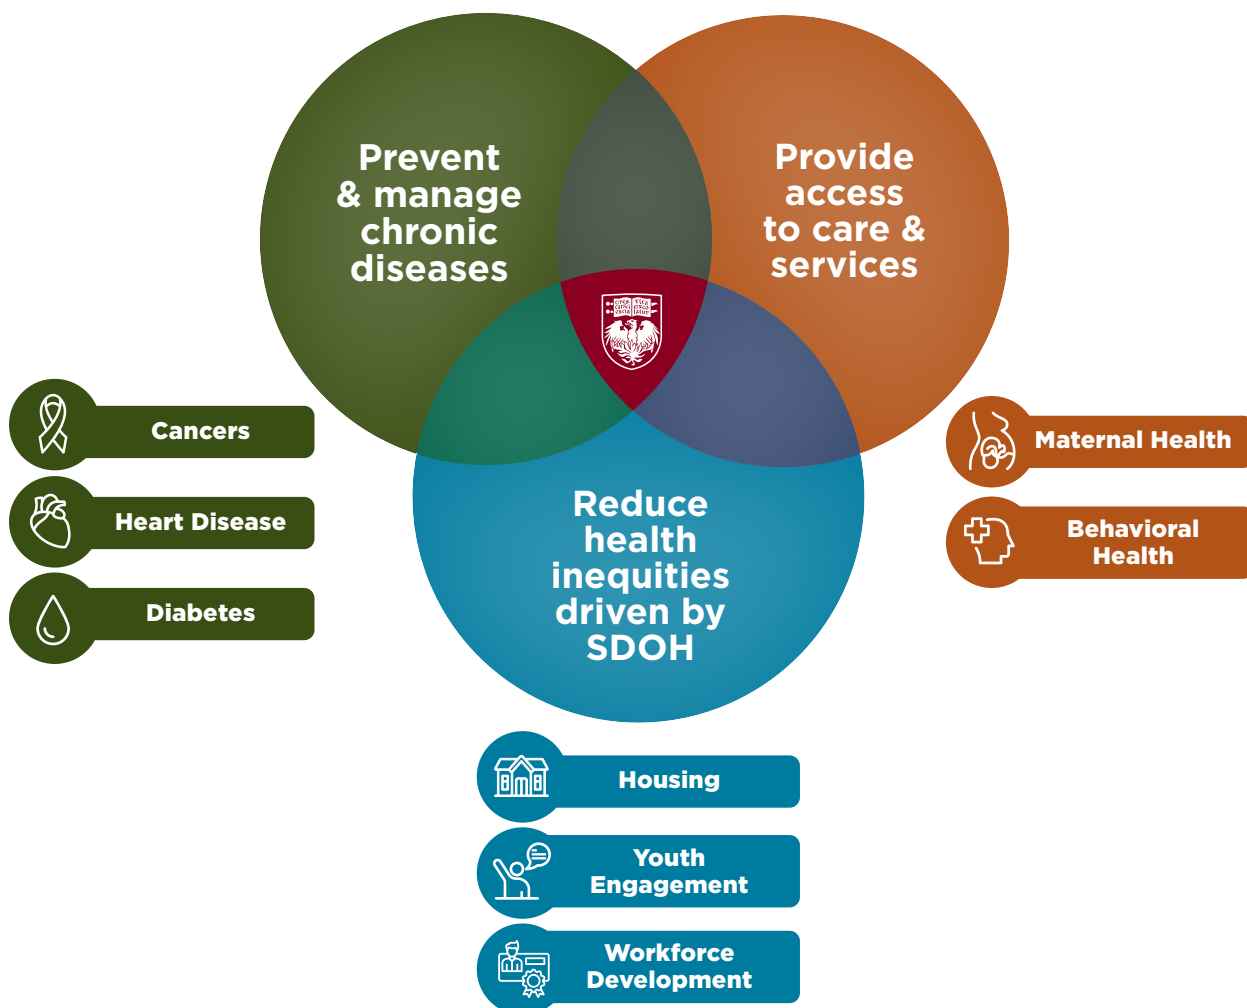 Prevent
& manage
chronic
diseases
Provide
access
to care &
services
Reduce
health
inequities
driven by
SDOH
Cancers
Heart Disease
Diabetes
Maternal Health
Behavioral
Health
Housing
Youth
Engagement
Workforce
Development